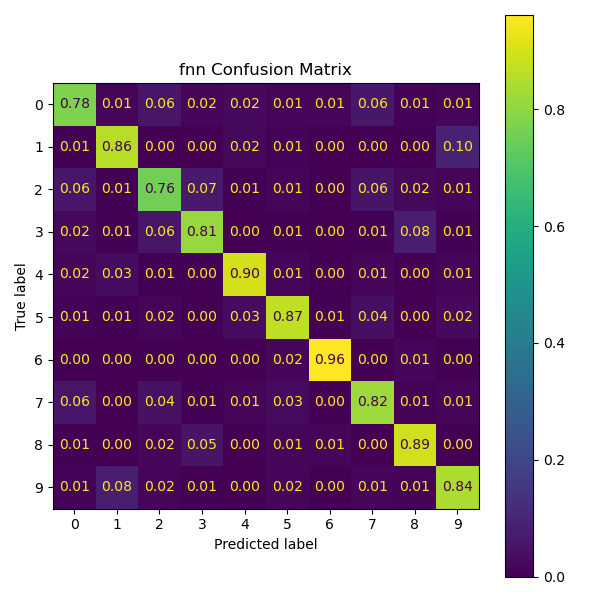 fnn Confusion Matrix
0 0.78 0.01 0.06 0.02 0.02 0.01 0.01 0.06 0.01 0.01
1 0.01 0.86 0.00 0.00 0.02 0.01 0.00 0.00 0.00 0.10
2 0.06 0.01 0.76 0.07 0.01 0.01 0.00 0.06 0.02 0.01
3 0.02 0.01 0.06 0.81 0.00 0.01 0.00 0.01 0.08 0.01
4 0.02 0.03 0.01 0.00 0.90 0.01 0.00 0.01 0.00 0.01
5 0.01 0.01 0.02 0.00 0.03 0.87 0.01 0.04 0.00 0.02
6 0.00 0.00 0.00 0.00 0.00 0.02 0.96 0.00 0.01 0.00
7 0.06 0.00 0.04 0.01 0.01 0.03 0.00 0.82 0.01 0.01
8 0.01 0.00 0.02 0.05 0.00 0.01 0.01 0.00 0.89 0.00
9 0.01 0.08 0.02 0.01 0.00 0.02 0.00 0.01 0.01 0.84
0 1 2 3 4 5 6 7 8 9
Predicted label
True label
0.8
0.6
0.4
0.2
0.0